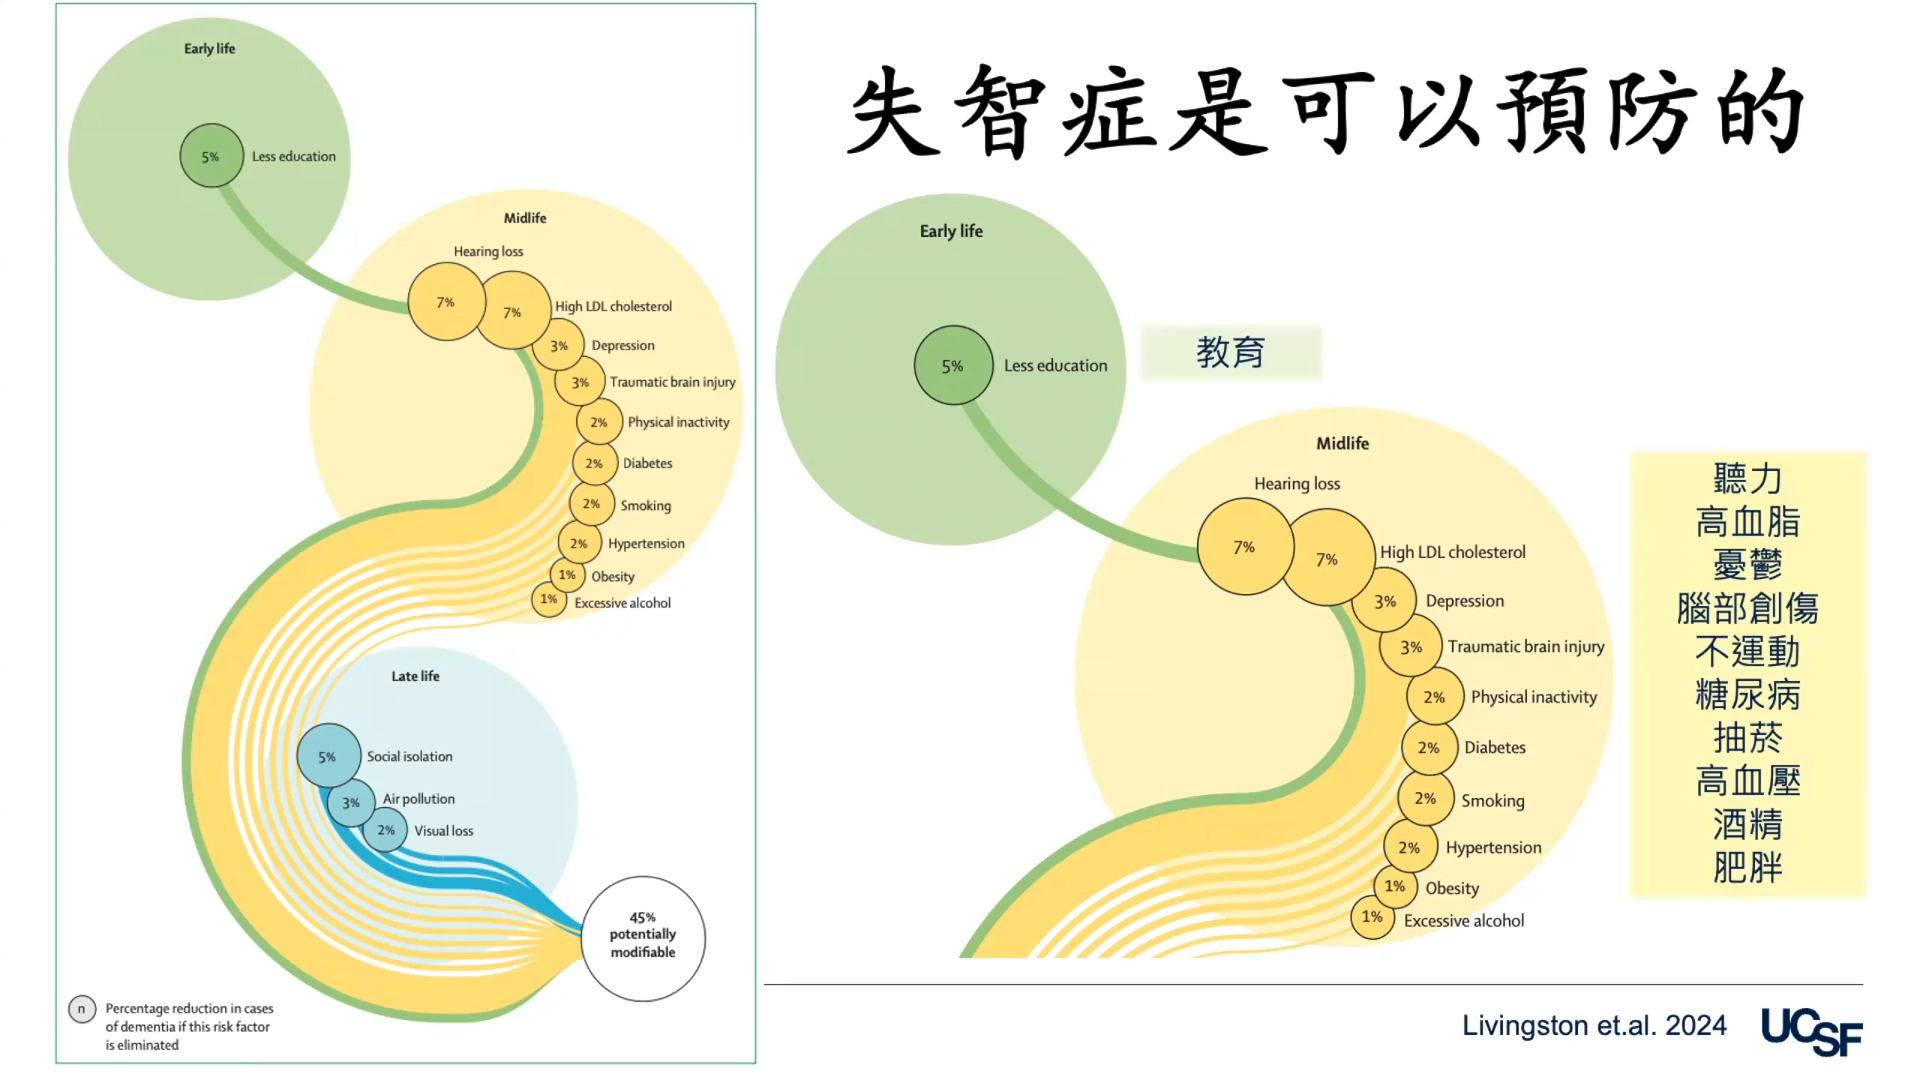 Early life
5%
Less education
Midlife
Hearing loss
7%
7%
High LDL cholesterol
3%
Depression
3%
Traumatic brain injury
2%
Physical inactivity
2%
Diabetes
2%
Smoking
2%
Hypertension
1%
Obesity
1%
Excessive alcohol
Late life
5%
Social isolation
3%
Air pollution
2%
Visual loss
45%
potentially
modifiable
n
Percentage reduction in cases
of dementia if this risk factor
is eliminated
失智症是可以預防的
Early life
5%
Less education
教育
Midlife
Hearing loss
7%
7%
High LDL cholesterol
3%
Depression
3%
Traumatic brain injury
2%
Physical inactivity
2%
Diabetes
2%
Smoking
2%
Hypertension
1%
Obesity
1%
Excessive alcohol
聽力
高血脂
憂鬱
腦部創傷
不運動
糖尿病
抽菸
高血壓
酒精
肥胖
Livingston et.al. 2024
UCSF